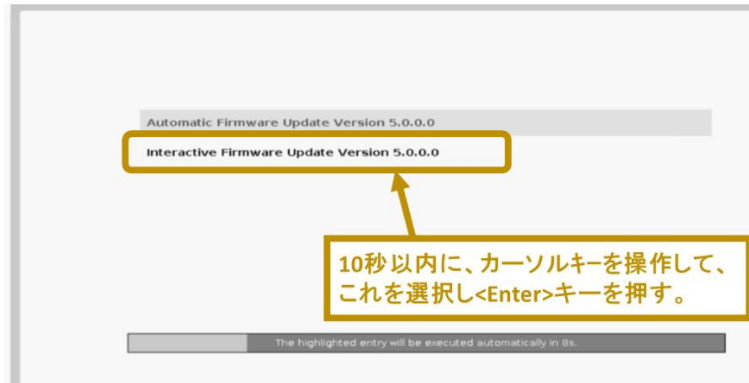 Automatic Firmware Update Version 5.0.0.0
Interactive Firmware Update Version 5.0.0.0
10秒以内に、カーソルキーを操作して、
これを選択し<Enter>キーを押す。
The highlighted entry will be executed automatically in 8s.